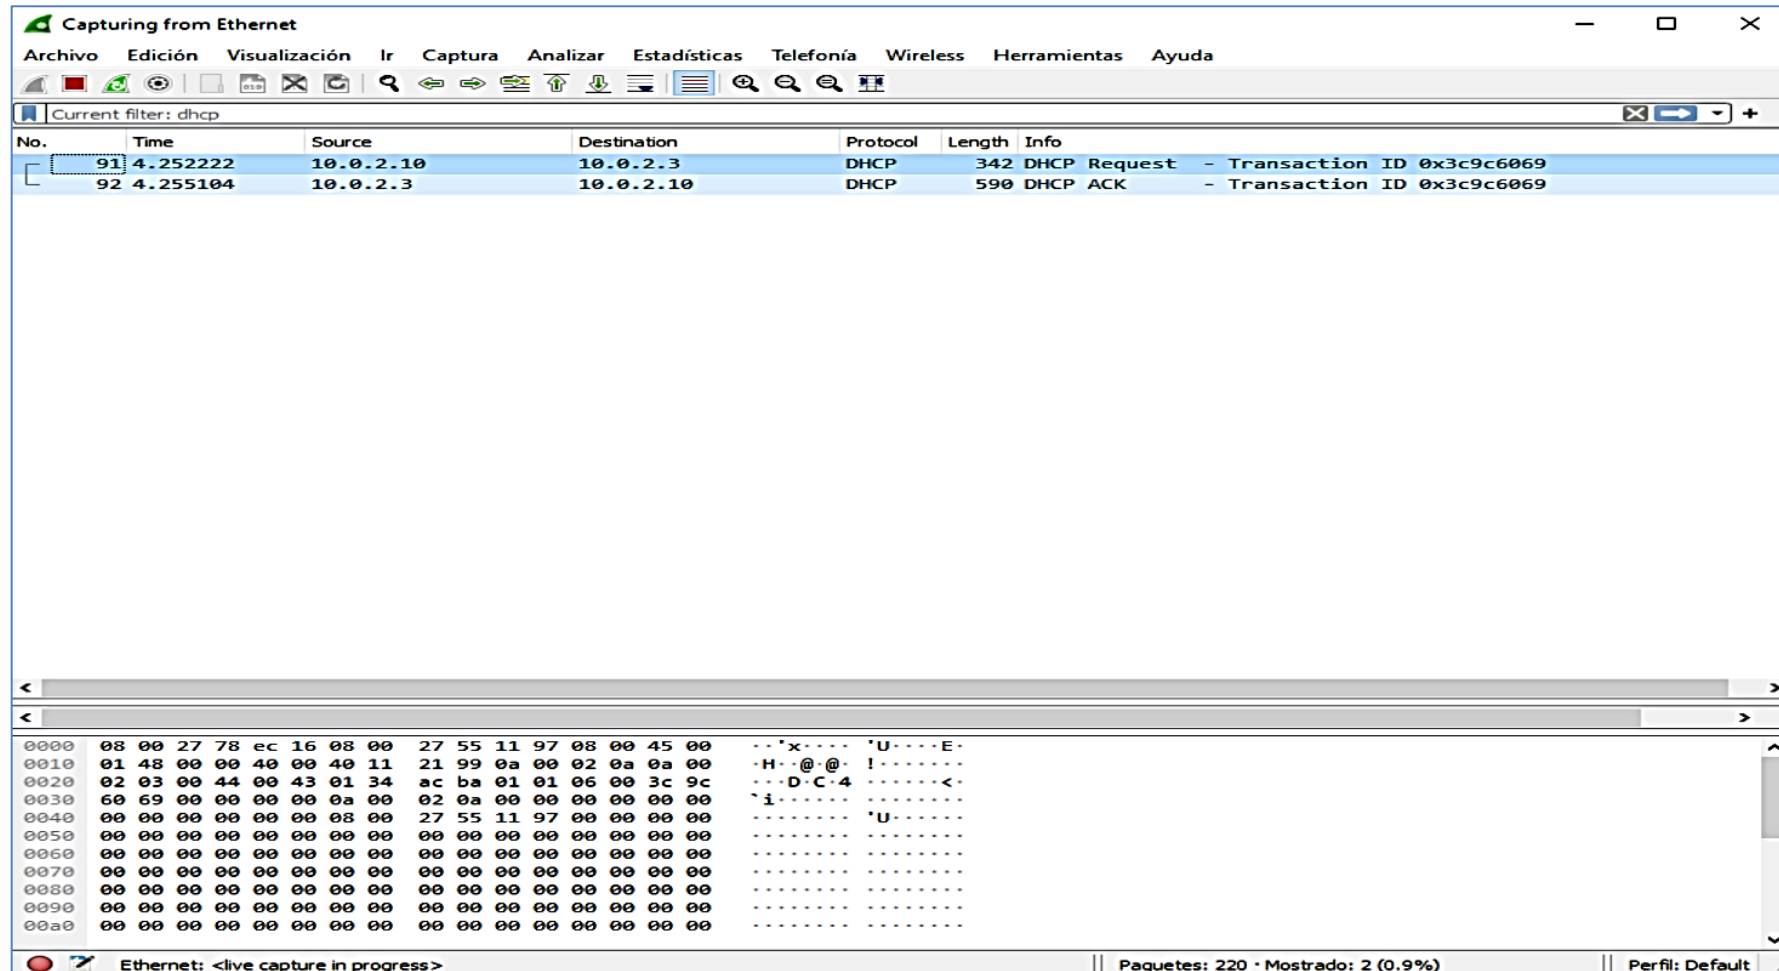 Capturing from Ethernet
Archivo Edición Visualización Ir Captura Analizar Estadísticas Telefonía Wireless Herramientas Ayuda
Current filter: dhcp
No. Time Source Destination Protocol Length Info
91 4.252222 10.0.2.10 10.0.2.3 DHCP 342 DHCP Request - Transaction ID 0x3c9c6069
92 4.255104 10.0.2.3 10.0.2.10 DHCP 590 DHCP ACK - Transaction ID 0x3c9c6069
0000 08 00 27 78 ec 16 08 00 27 55 11 97 08 00 45 00 ··'x···· 'U····E·
0010 01 48 00 00 40 00 40 11 21 99 0a 00 02 0a 0a 00 ·H··@·@· !·······
0020 02 03 00 44 00 43 01 34 ac ba 01 01 06 00 3c 9c ···D·C·4 ······<·
0030 60 69 00 00 00 00 0a 00 02 0a 00 00 00 00 00 00 `i······ ········
0040 00 00 00 00 00 00 08 00 27 55 11 97 00 00 00 00 ········ 'U······
0050 00 00 00 00 00 00 00 00 00 00 00 00 00 00 00 00 ········ ········
0060 00 00 00 00 00 00 00 00 00 00 00 00 00 00 00 00 ········ ········
0070 00 00 00 00 00 00 00 00 00 00 00 00 00 00 00 00 ········ ········
0080 00 00 00 00 00 00 00 00 00 00 00 00 00 00 00 00 ········ ········
0090 00 00 00 00 00 00 00 00 00 00 00 00 00 00 00 00 ········ ········
00a0 00 00 00 00 00 00 00 00 00 00 00 00 00 00 00 00 ········ ········
Ethernet: <live capture in progress> Paquetes: 220 · Mostrado: 2 (0.9%) Perfil: Default